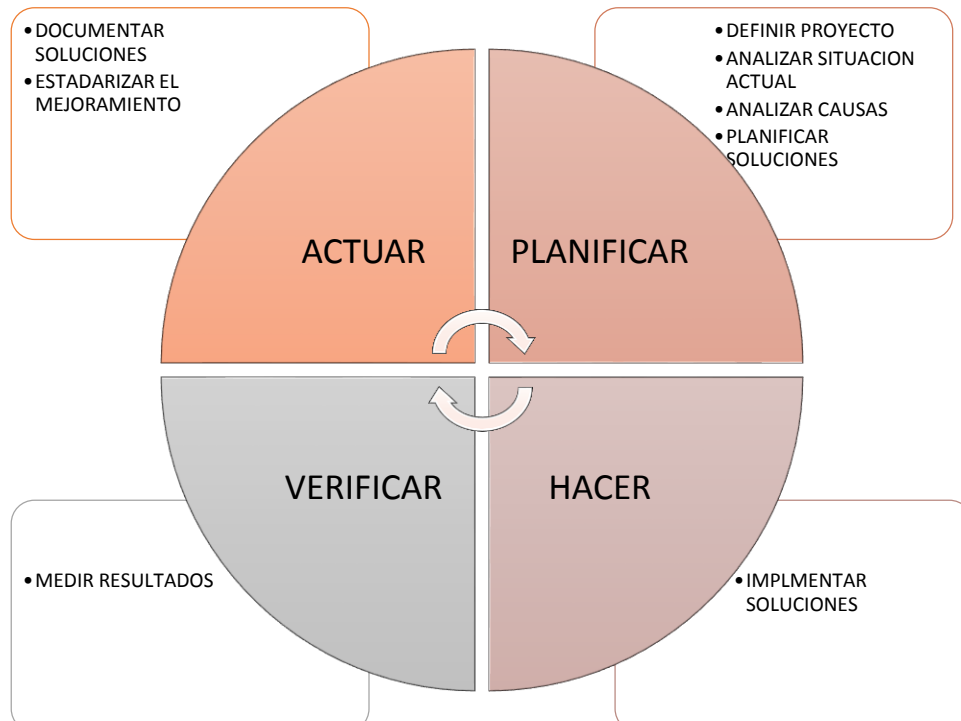 • DOCUMENTAR
SOLUCIONES
• ESTADARIZAR EL
MEJORAMIENTO
• DEFINIR PROYECTO
• ANALIZAR SITUACION
ACTUAL
• ANALIZAR CAUSAS
• PLANIFICAR
SOLUCIONES
ACTUAR
PLANIFICAR
VERIFICAR
HACER
• MEDIR RESULTADOS
• IMPLMENTAR
SOLUCIONES